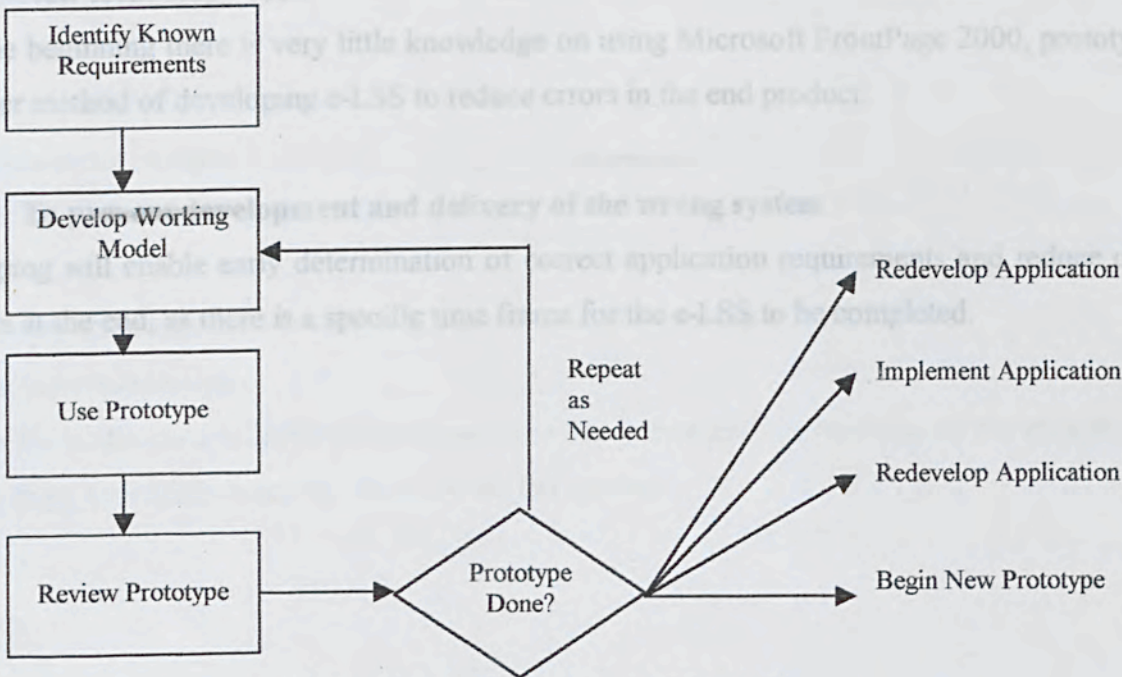 Identify Known
Requirements
beginning there is very little knowledge on using Microsoft FrontPage 2000,
method of developing e-LSS to reduce errors in the end product.
Develop Working
Model
development and delivery of the wrong system
will enable early determination of correct application requirements and reduce
at the end, as there is a specific time frame for the e-LSS to be completed.
Use Prototype
Repeat
as
Needed
Review Prototype
Prototype
Done?
Redevelop Application
Implement Application
Redevelop Application
Begin New Prototype